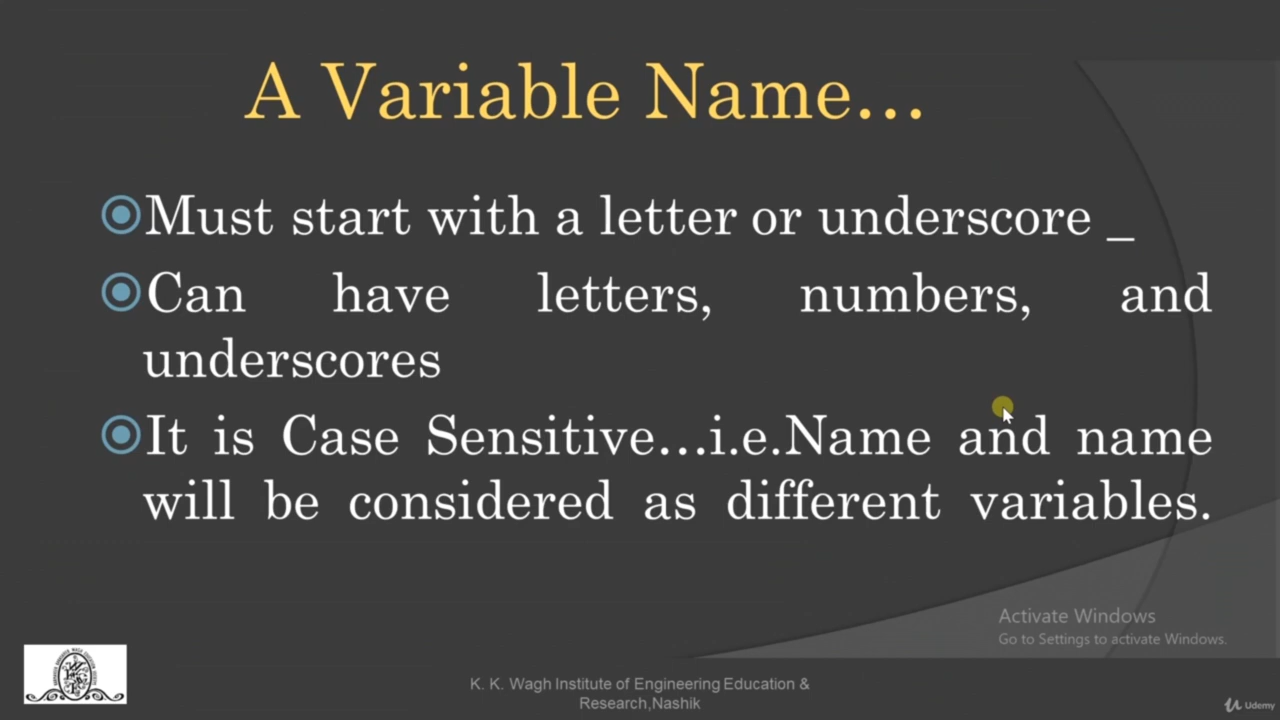 A Variable Name...
Must start with a letter or underscore _
Can have letters, numbers, and
underscores
It is Case Sensitive...i.e.Name and name
will be considered as different variables.
Activate Windows
Go to Settings to activate Windows.
K. K. Wagh Institute of Engineering Education &
Research,Nashik
Udemy